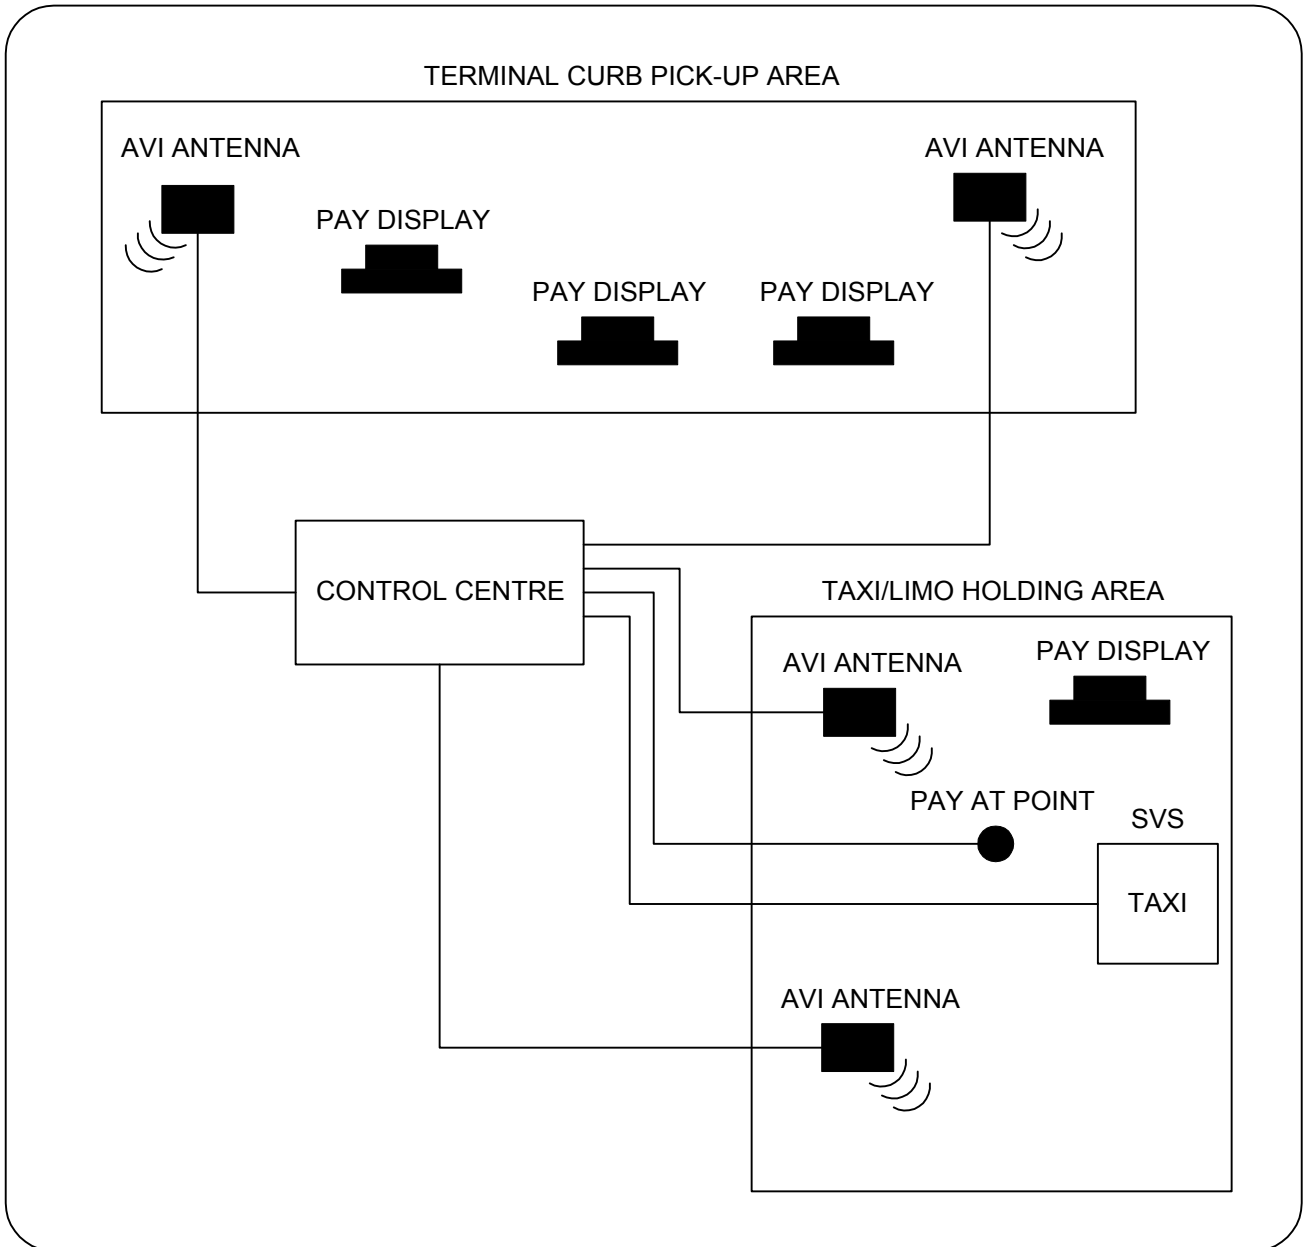 TERMINAL CURB PICK-UP AREA
AVI ANTENNA
AVI ANTENNA
PAY DISPLAY
PAY DISPLAY
PAY DISPLAY
CONTROL CENTRE
TAXI/LIMO HOLDING AREA
PAY DISPLAY
AVI ANTENNA
PAY AT POINT
SVS
TAXI
AVI ANTENNA